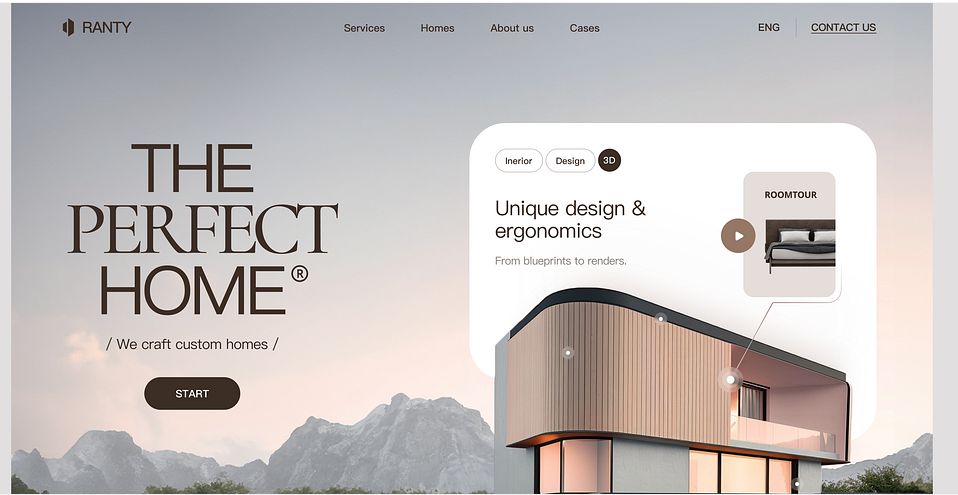 RANTY
Services
Homes
About us
Cases
ENG
CONTACT US
THE
PERFECT
HOME®
/ We craft custom homes /
START
Inerior
Design
3D
Unique design &
ergonomics
From blueprints to renders.
ROOMTOUR